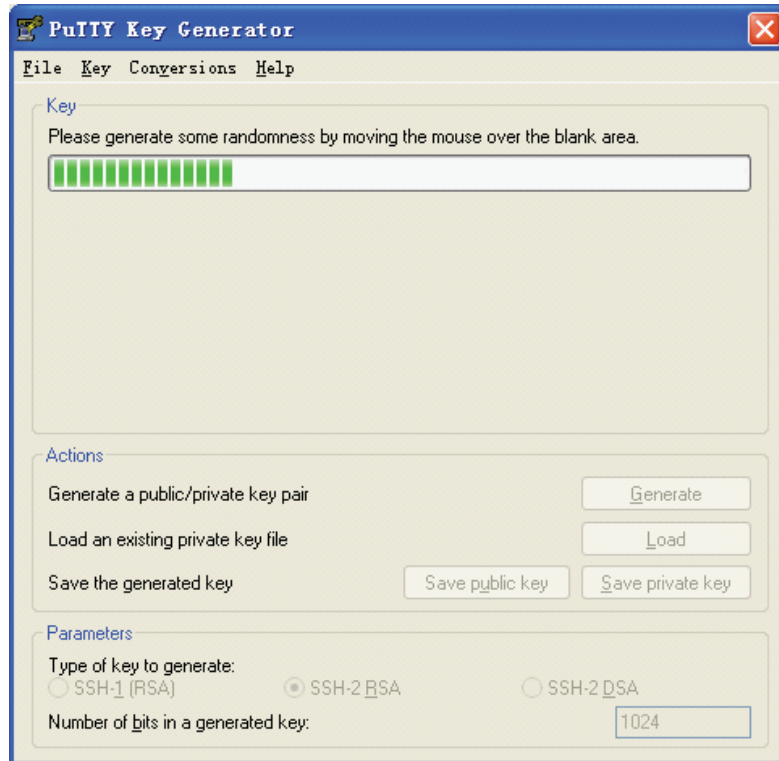 PuTTY Key Generator
File Key Conversions Help
Key
Please generate some randomness by moving the mouse over the blank area.
Actions
Generate a public/private key pair Generate
Load an existing private key file Load
Save the generated key Save public key Save private key
Parameters
Type of key to generate:
SSH-1 (RSA) SSH-2 RSA SSH-2 DSA
Number of bits in a generated key: 1024